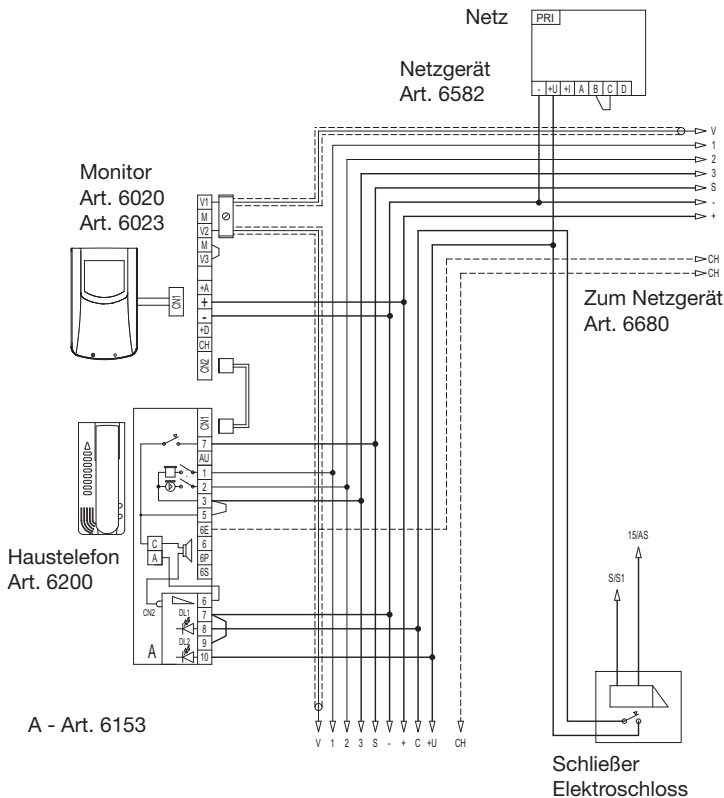 Netz
PRI
Netzgerät
Art. 6582
- +U +I A B C D
V
1
2
3
S
-
+
CH
CH
Zum Netzgerät
Art. 6680
Monitor
Art. 6020
Art. 6023
V1
M
V2
M
V3
+A
+
-
+D
CH
CN2
CN1
CN1
7
AU
1
2
3
5
6E
6
6P
6S
C
A
Haustelefon
Art. 6200
CN2
6
DL1
7
8
DL2
9
10
A
A - Art. 6153
V 1 2 3 S - + C +U CH
15/AS
S/S1
Schließer
Elektroschloss